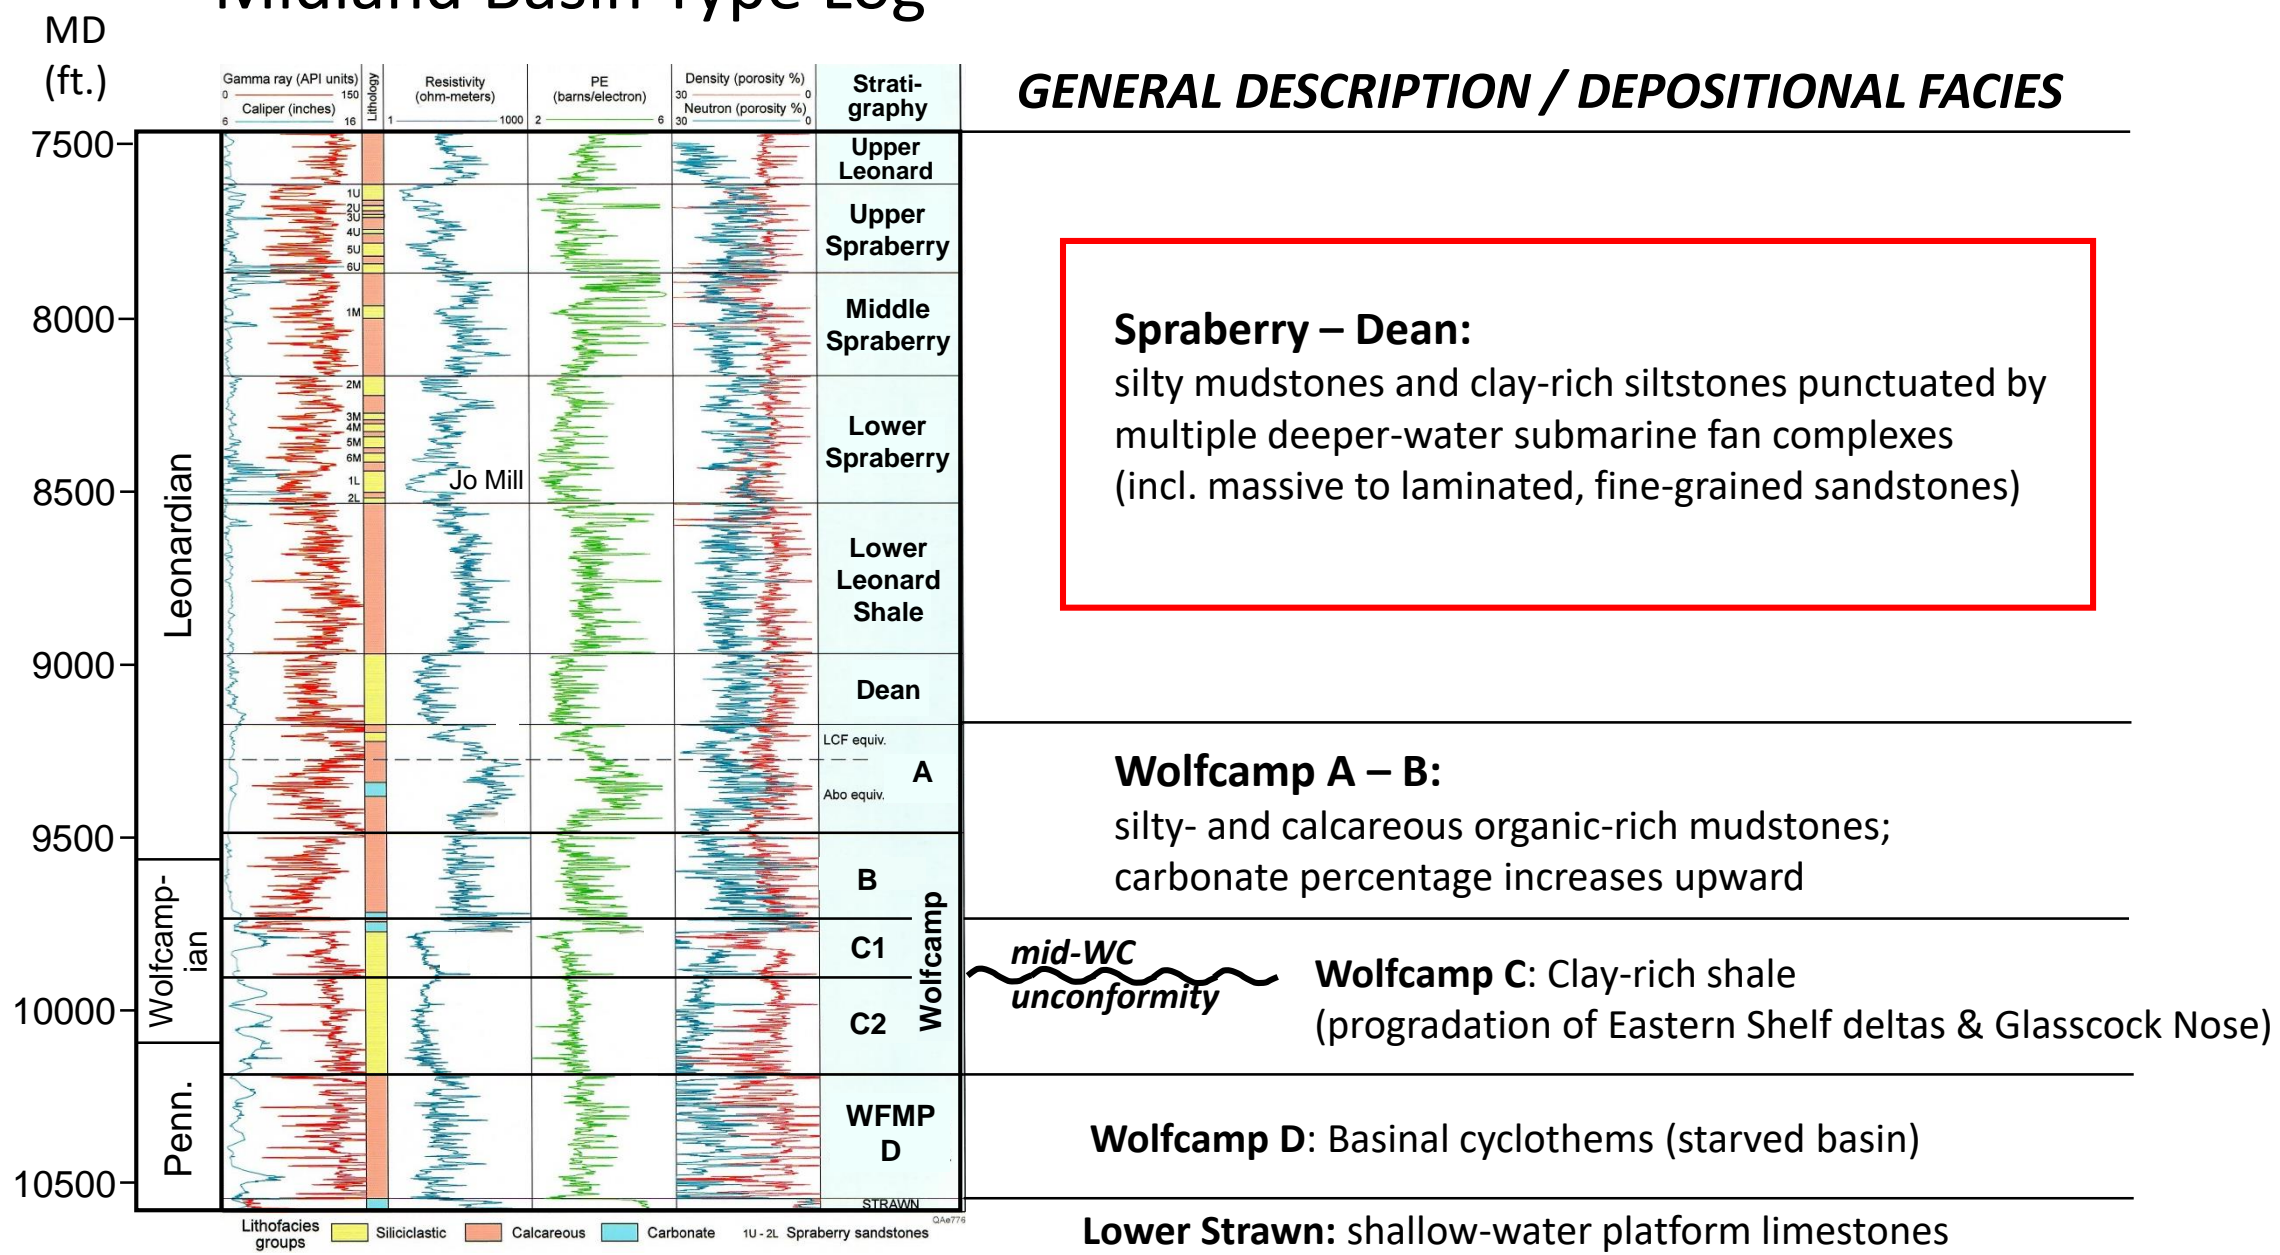 Midland Basin Type Log
MD
(ft.)
Gamma ray (API units)
0 150
Caliper (inches)
6 16
Lithology
Resistivity
(ohm-meters)
1 1000
PE
(barns/electron)
2 6
Density (porosity %)
30 0
Neutron (porosity %)
30 0
Strati-
graphy
GENERAL DESCRIPTION / DEPOSITIONAL FACIES
7500
8000
8500
9000
9500
10000
10500
Leonardian
Wolfcamp-
ian
Penn.
1U
2U
3U
4U
5U
6U
1M
2M
3M
4M
5M
6M
1L
2L
Jo Mill
Upper
Leonard
Upper
Spraberry
Middle
Spraberry
Lower
Spraberry
Lower
Leonard
Shale
Dean
LCF equiv.
A
Abo equiv.
B
C1
C2
Wolfcamp
WFMP
D
STRAWN
Spraberry – Dean:
silty mudstones and clay-rich siltstones punctuated by
multiple deeper-water submarine fan complexes
(incl. massive to laminated, fine-grained sandstones)
Wolfcamp A – B:
silty- and calcareous organic-rich mudstones;
carbonate percentage increases upward
mid-WC
unconformity
Wolfcamp C: Clay-rich shale
(progradation of Eastern Shelf deltas & Glasscock Nose)
Wolfcamp D: Basinal cyclothems (starved basin)
Lower Strawn: shallow-water platform limestones
Lithofacies
groups
Siliciclastic
Calcareous
Carbonate
1U - 2L Spraberry sandstones
QAe776